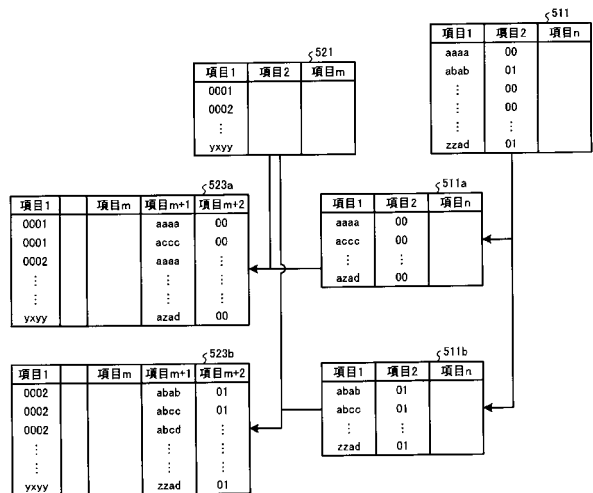 511
項目1 項目2 項目n
aaaa 00
abab 01
⋮ 00
00
⋮ ⋮
zzad 01
521
項目1 項目2 項目m
0001
0002
⋮
yxyy
523a
項目1 項目m 項目m+1 項目m+2
0001 aaaa 00
0001 accc 00
0002 aaaa ⋮
⋮ ⋮ ⋮
⋮ ⋮ ⋮
yxyy azad 00
511a
項目1 項目2 項目n
aaaa 00
accc 00
⋮ ⋮
azad 00
523b
項目1 項目m 項目m+1 項目m+2
0002 abab 01
0002 abcc 01
0002 abcd ⋮
⋮ ⋮ ⋮
⋮ ⋮ ⋮
yxyy zzad 01
511b
項目1 項目2 項目n
abab 01
abcc 01
⋮ ⋮
zzad 01